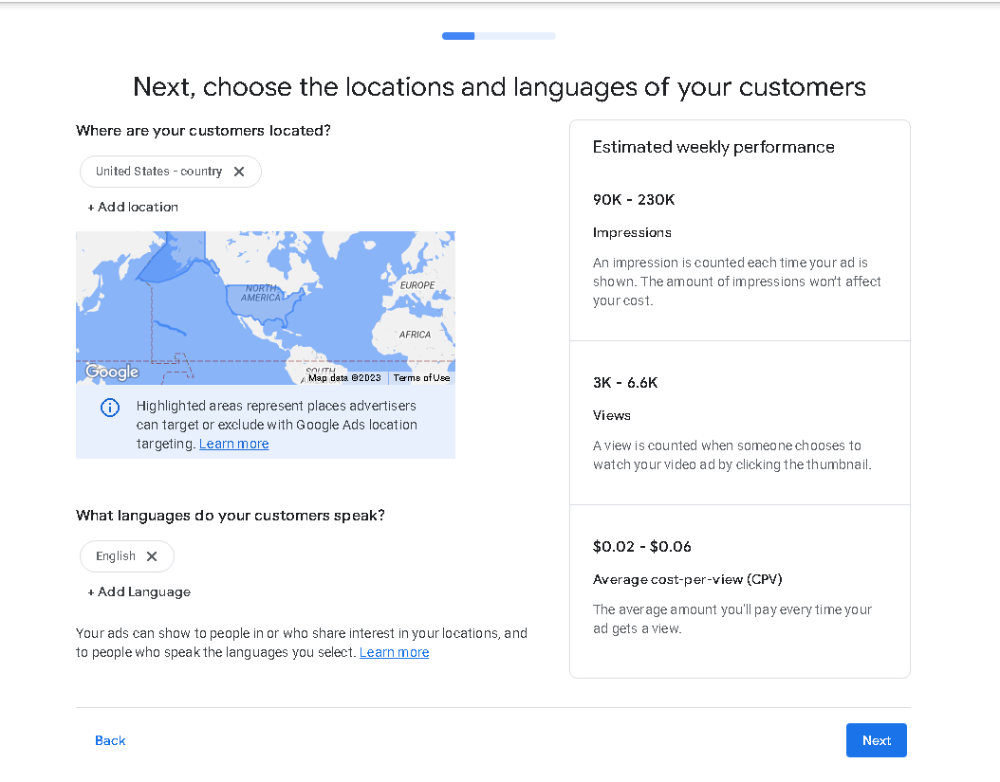 Next, choose the locations and languages of your customers
Where are your customers located?
United States - country
+ Add location
NORTH
AMERICA
EUROPE
AFRICA
SOUTH
Google
Map data ©2023
Terms of Use
Highlighted areas represent places advertisers
can target or exclude with Google Ads location
targeting. Learn more
What languages do your customers speak?
English
+ Add Language
Your ads can show to people in or who share interest in your locations, and
to people who speak the languages you select. Learn more
Estimated weekly performance
90K - 230K
Impressions
An impression is counted each time your ad is
shown. The amount of impressions won't affect
your cost.
3K - 6.6K
Views
A view is counted when someone chooses to
watch your video ad by clicking the thumbnail.
$0.02 - $0.06
Average cost-per-view (CPV)
The average amount you'll pay every time your
ad gets a view.
Back
Next